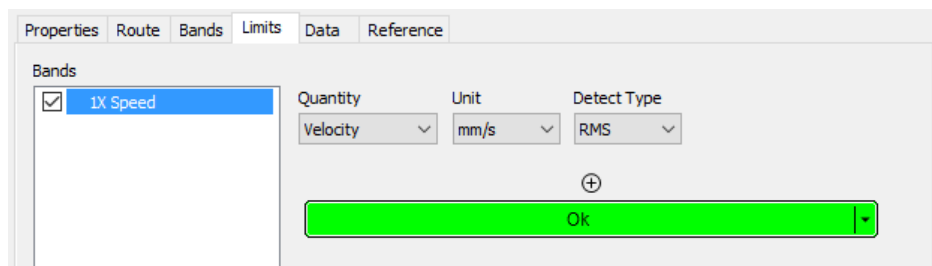 Properties Route Bands Limits Data Reference
Bands
1X Speed
Quantity Unit Detect Type
Velocity mm/s RMS
Ok